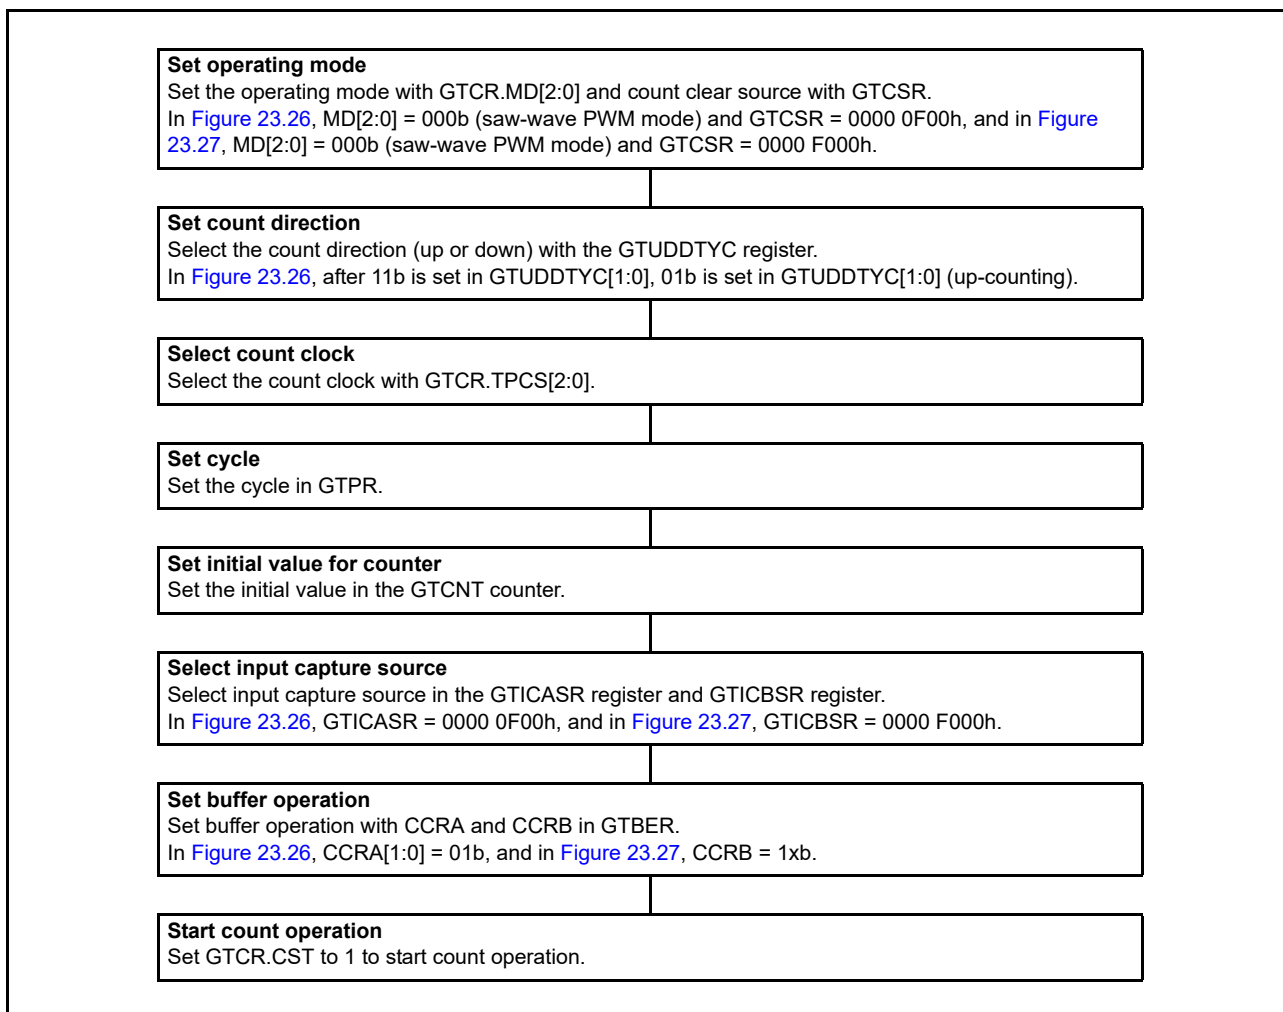 Set operating mode
Set the operating mode with GTCR.MD[2:0] and count clear source with GTCSR.
In Figure 23.26, MD[2:0] = 000b (saw-wave PWM mode) and GTCSR = 0000 0F00h, and in Figure
23.27, MD[2:0] = 000b (saw-wave PWM mode) and GTCSR = 0000 F000h.
Set count direction
Select the count direction (up or down) with the GTUDDTYC register.
In Figure 23.26, after 11b is set in GTUDDTYC[1:0], 01b is set in GTUDDTYC[1:0] (up-counting).
Select count clock
Select the count clock with GTCR.TPCS[2:0].
Set cycle
Set the cycle in GTPR.
Set initial value for counter
Set the initial value in the GTCNT counter.
Select input capture source
Select input capture source in the GTICASR register and GTICBSR register.
In Figure 23.26, GTICASR = 0000 0F00h, and in Figure 23.27, GTICBSR = 0000 F000h.
Set buffer operation
Set buffer operation with CCRA and CCRB in GTBER.
In Figure 23.26, CCRA[1:0] = 01b, and in Figure 23.27, CCRB = 1xb.
Start count operation
Set GTCR.CST to 1 to start count operation.